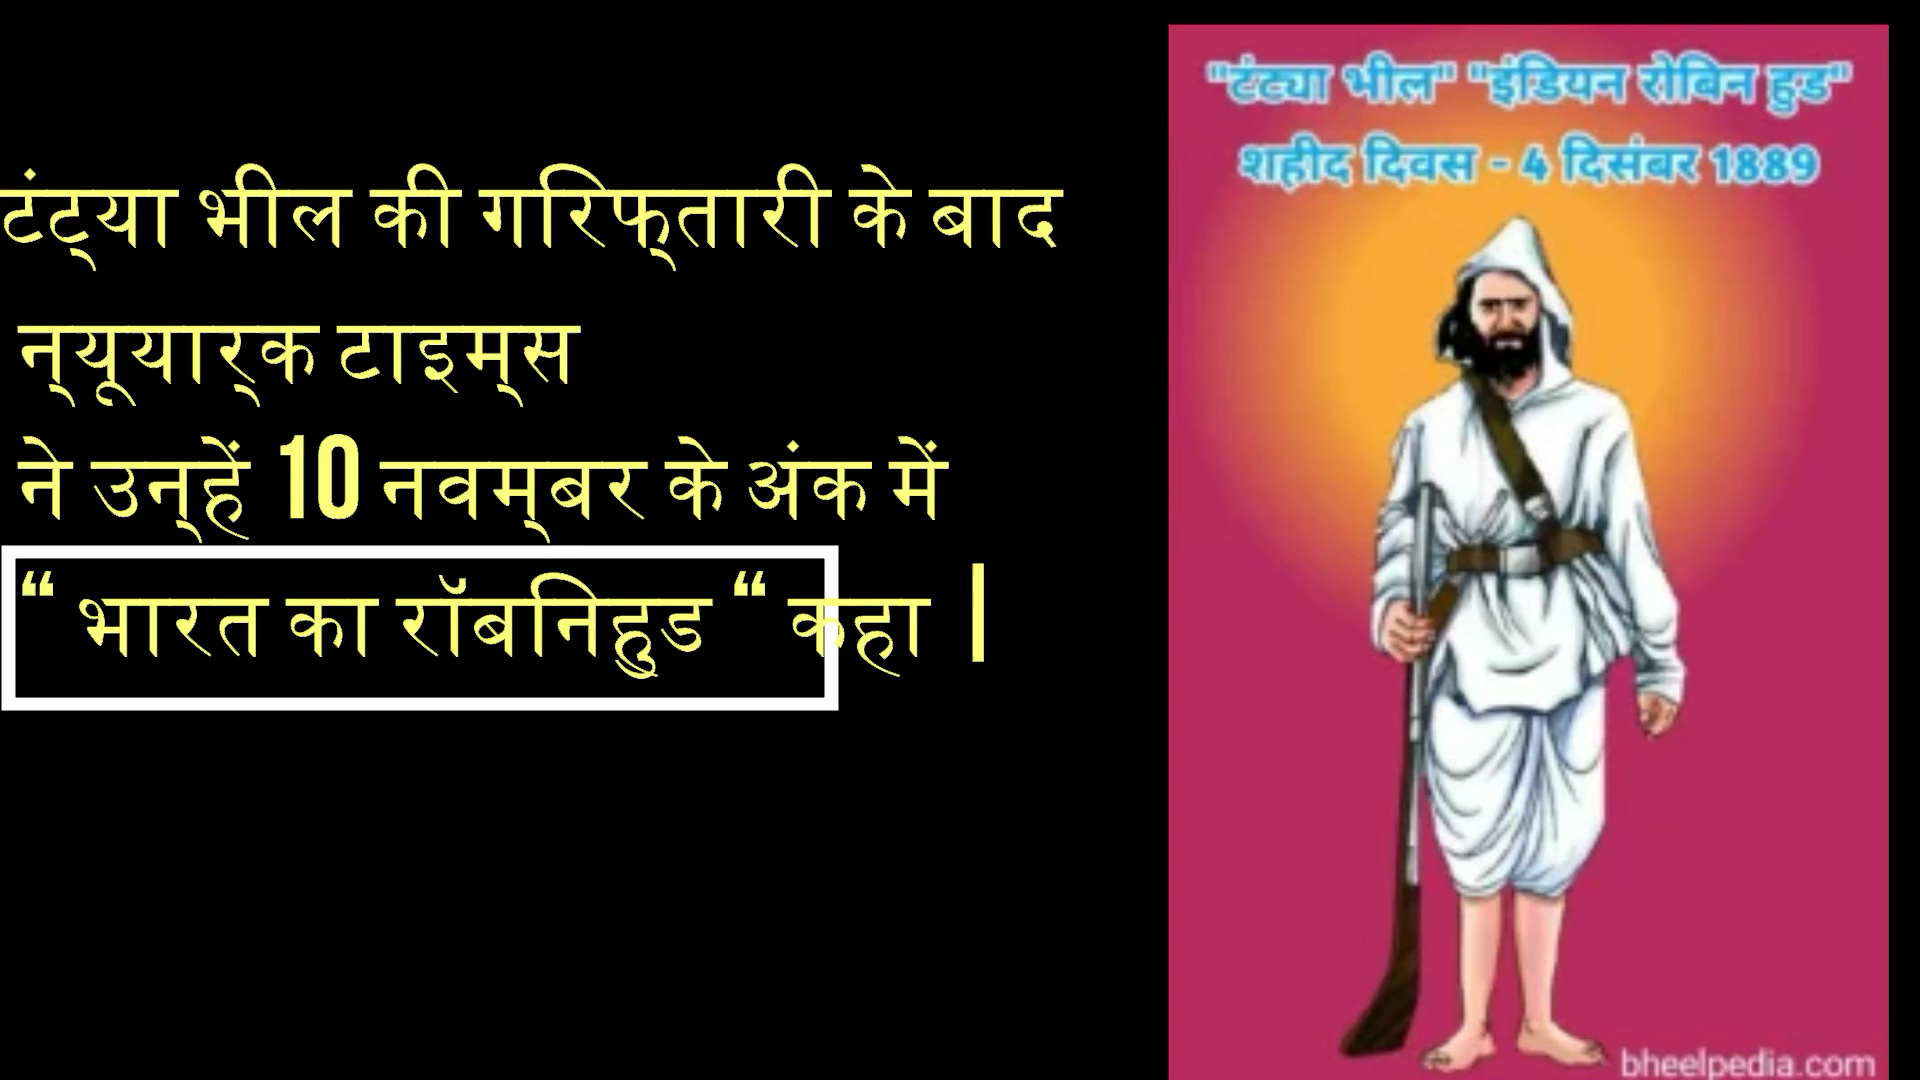 टंट्या भील की गरिफ्तारी के बाद
न्यूयार्क टाइम्स
ने उन्हें 10 नवम्बर के अंक में
“ भारत का रॉबनिहुड “ कहा |
"टंट्या भील" "इंडियन रोबिन हुड"
शहीद दिवस - 4 दिसंबर 1889
bheelpedia.com